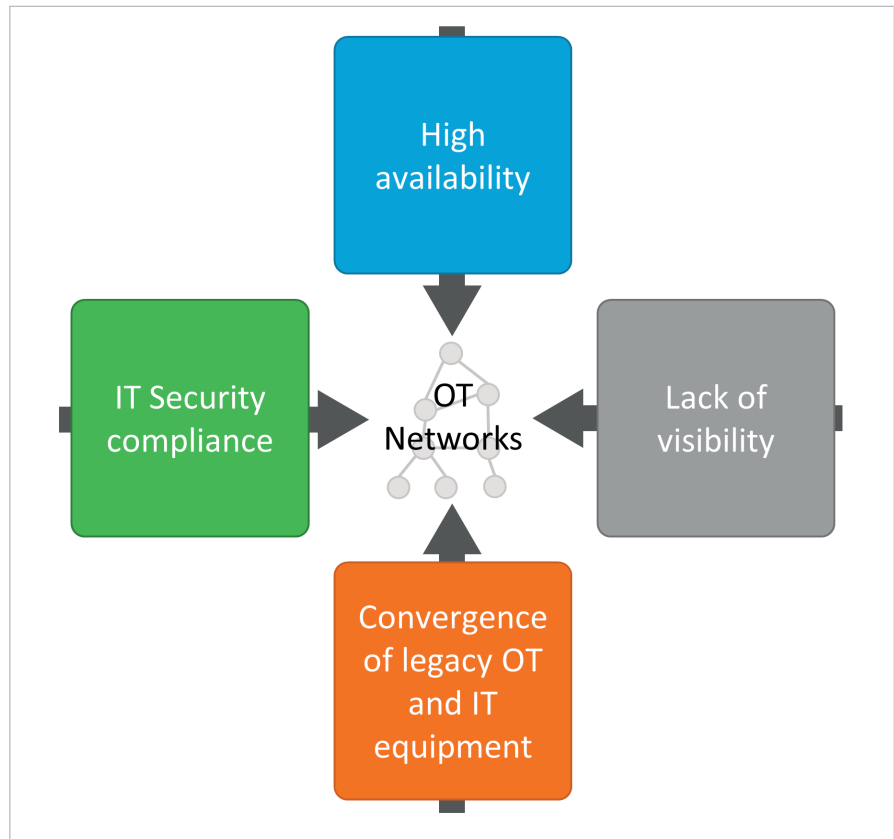 High
availability
IT Security
compliance
OT
Networks
Lack of
visibility
Convergence
of legacy OT
and IT
equipment